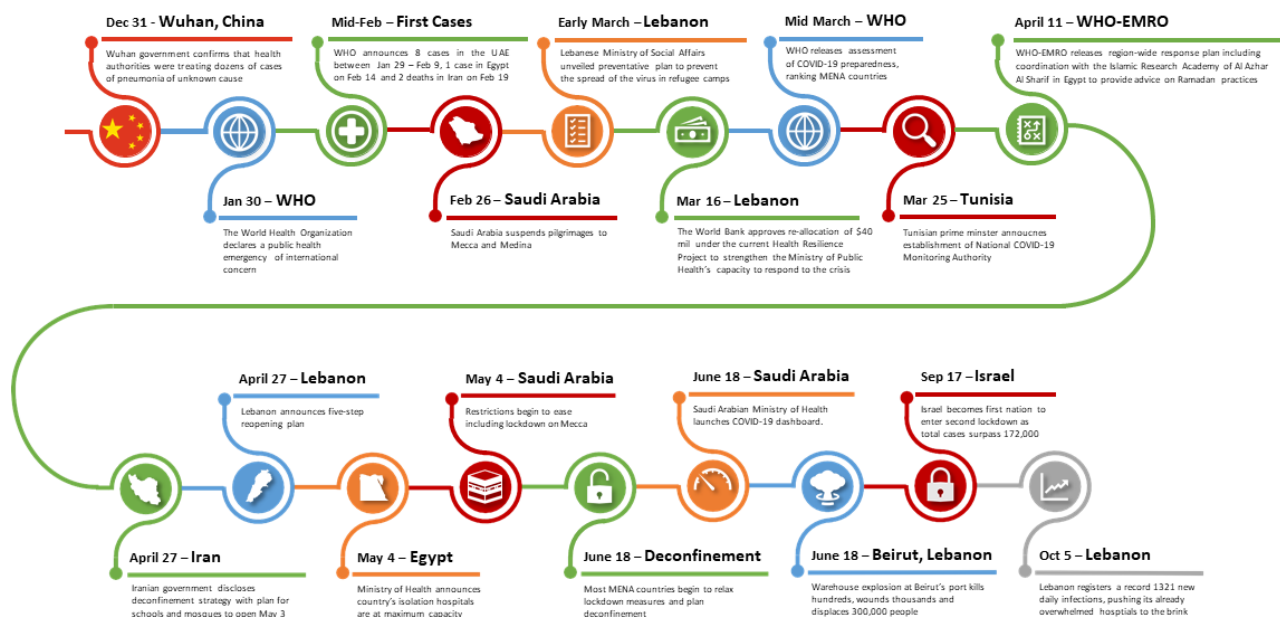 Dec 31 - Wuhan, China
Wuhan government confirms that health
authorities were treating dozens of cases
of pneumonia of unknown cause
Jan 30 – WHO
The World Health Organization
declares a public health
emergency of international
concern
Mid-Feb – First Cases
WHO announces 8 cases in the UAE
between Jan 29 – Feb 9, 1 case in Egypt
on Feb 14 and 2 deaths in Iran on Feb 19
Feb 26 – Saudi Arabia
Saudi Arabia suspends pilgrimages to
Mecca and Medina
Early March – Lebanon
Lebanese Ministry of Social Affairs
unveiled preventative plan to prevent
the spread of the virus in refugee camps
Mar 16 – Lebanon
The World Bank approves re-allocation of $40
mil under the current Health Resilience
Project to strengthen the Ministry of Public
Health's capacity to respond to the crisis
Mid March – WHO
WHO releases assessment
of COVID-19 preparedness,
ranking MENA countries
Mar 25 – Tunisia
Tunisian prime minster annoucnes
establishment of National COVID-19
Monitoring Authority
April 11 – WHO-EMRO
WHO-EMRO releases region-wide response plan including
coordination with the Islamic Research Academy of Al Azhar
Al Sharif in Egypt to provide advice on Ramadan practices
April 27 – Iran
Iranian government discloses
deconfinement strategy with plan for
schools and mosques to open May 3
April 27 – Lebanon
Lebanon announces five-step
reopening plan
May 4 – Egypt
Ministry of Health announces
country's isolation hospitals
are at maximum capacity
May 4 – Saudi Arabia
Restrictions begin to ease
including lockdown on Mecca
June 18 – Deconfinement
Most MENA countries begin to relax
lockdown measures and plan
deconfinement
June 18 – Saudi Arabia
Saudi Arabian Ministry of Health
launches COVID-19 dashboard.
June 18 – Beirut, Lebanon
Warehouse explosion at Beirut's port kills
hundreds, wounds thousands and
displaces 300,000 people
Sep 17 – Israel
Israel becomes first nation to
enter second lockdown as
total cases surpass 172,000
Oct 5 – Lebanon
Lebanon registers a record 1321 new
daily infections, pushing its already
overwhelmed hosptials to the brink